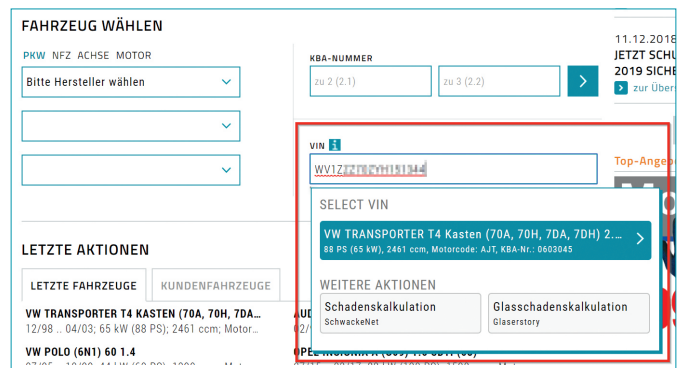 FAHRZEUG WÄHLEN
PKW NFZ ACHSE MOTOR
Bitte Hersteller wählen
KBA-NUMMER
zu 2 (2.1)
zu 3 (2.2)
11.12.2018
JETZT SCHU
2019 SICHE
zur Übers
VIN i
Top-Angebo
SELECT VIN
VW TRANSPORTER T4 Kasten (70A, 70H, 7DA, 7DH) 2....
88 PS (65 kW), 2461 ccm, Motorcode: AJT, KBA-Nr.: 0603045
WEITERE AKTIONEN
Schadenskalkulation
SchwackeNet
Glasschadenskalkulation
Glaserstory
LETZTE AKTIONEN
LETZTE FAHRZEUGE
KUNDENFAHRZEUGE
VW TRANSPORTER T4 KASTEN (70A, 70H, 7DA...
12/98 .. 04/03; 65 kW (88 PS); 2461 ccm; Motor...
VW POLO (6N1) 60 1.4